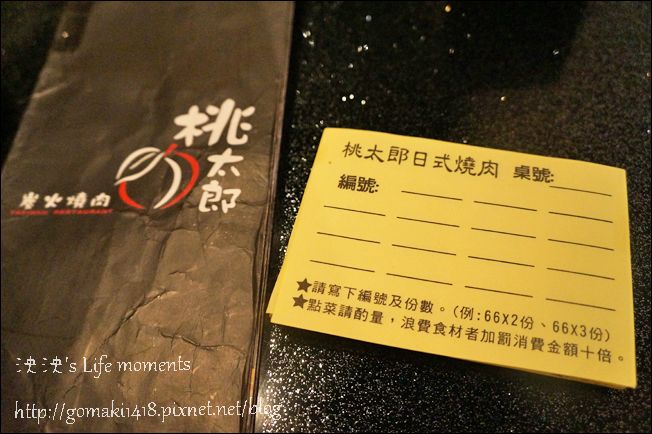 桃太郎
炭火燒肉
YAKINIKU RESTAURANT
桃太郎日式燒肉 桌號:
編號:
★請寫下編號及份數。(例:66X2份、66X3份)
★點菜請酌量，浪費食材者加罰消費金額十倍。
決決's Life moments
http://gomaki1418.pixnet.net/blog